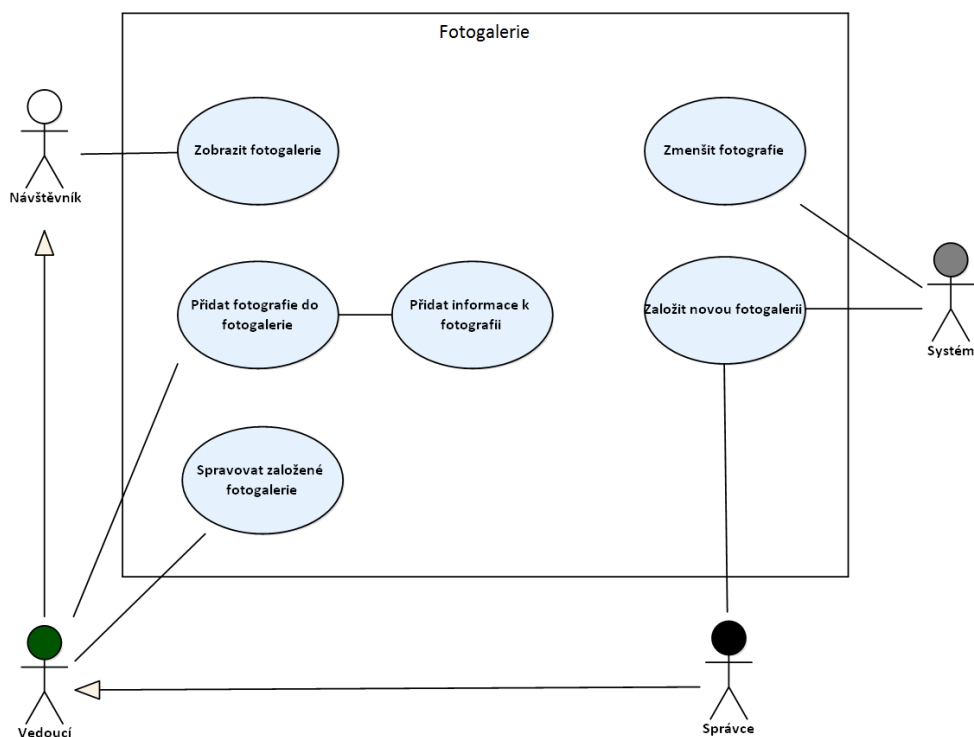 Fotogalerie
Návštěvník
Zobrazit fotogalerie
Zmenšit fotografie
Přidat fotografie do
fotogalerie
Přidat informace k
fotografii
Založit novou fotogalerii
Systém
Spravovat založené
fotogalerie
Vedoucí
Správce